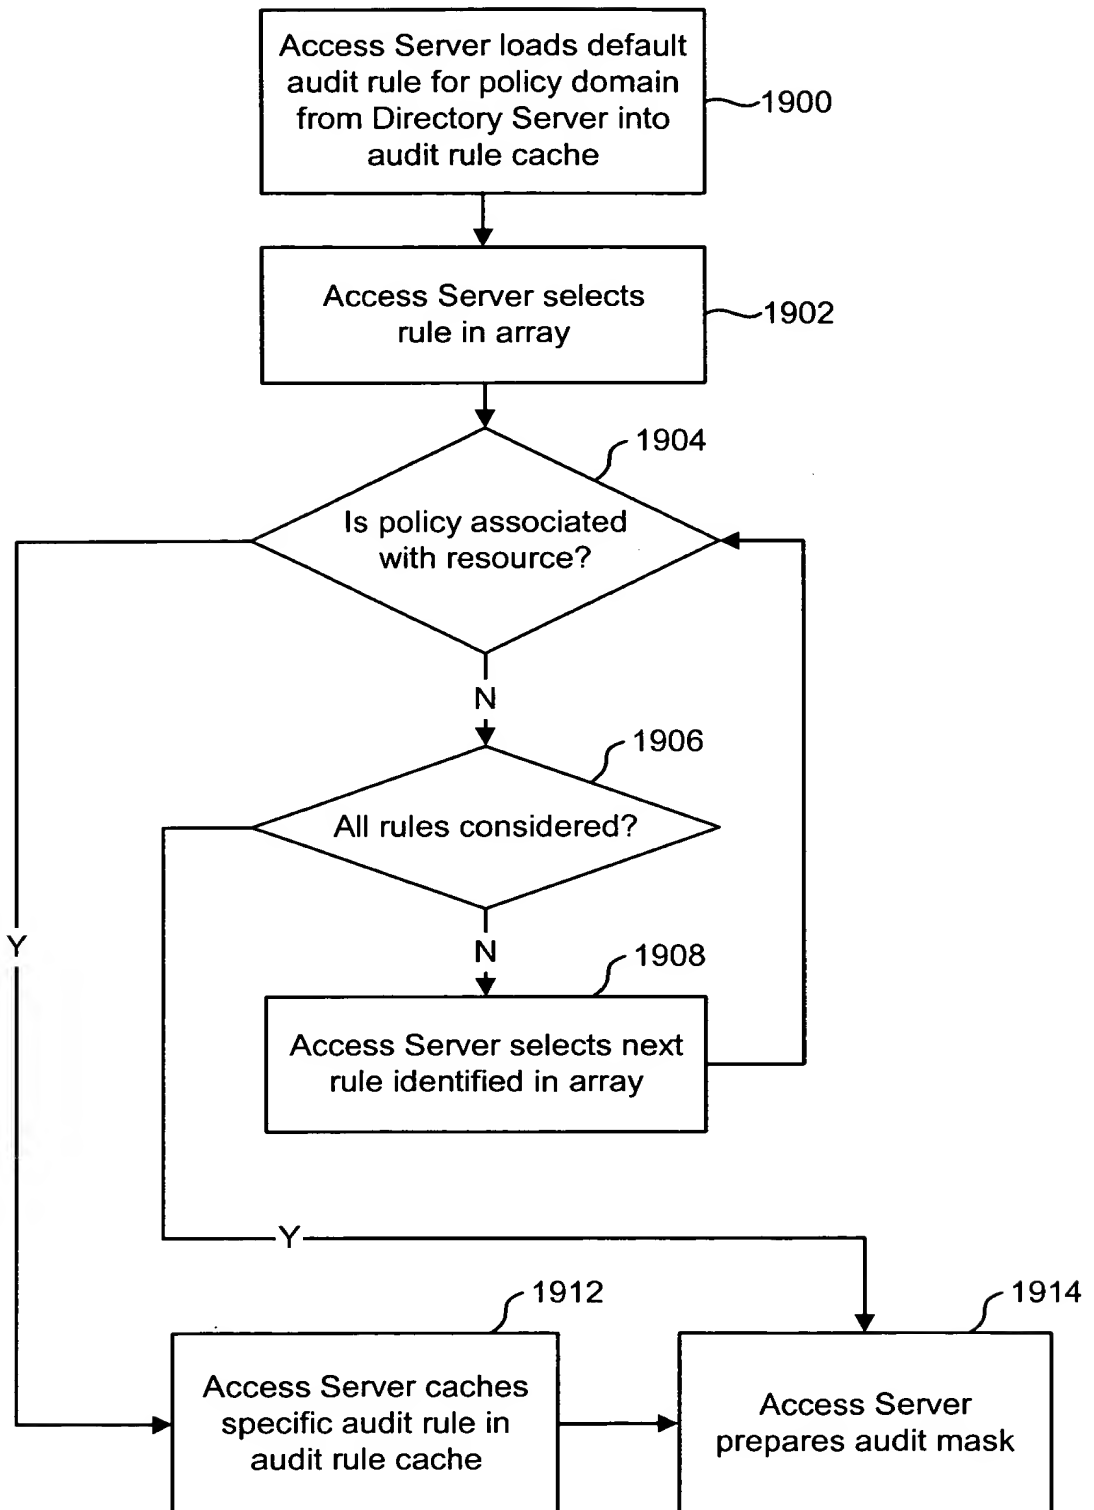 Access Server loads default
audit rule for policy domain
from Directory Server into
audit rule cache
1900
Access Server selects
rule in array
1902
1904
Is policy associated
with resource?
N
1906
All rules considered?
Y
N
1908
Access Server selects next
rule identified in array
Y
1912
1914
Access Server caches
specific audit rule in
audit rule cache
Access Server
prepares audit mask